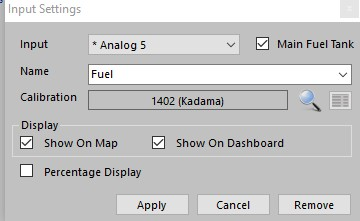 Input Settings
Input * Analog 5 Main Fuel Tank
Name Fuel
Calibration 1402 (Kadama)
Display
Show On Map Show On Dashboard
Percentage Display
Apply Cancel Remove